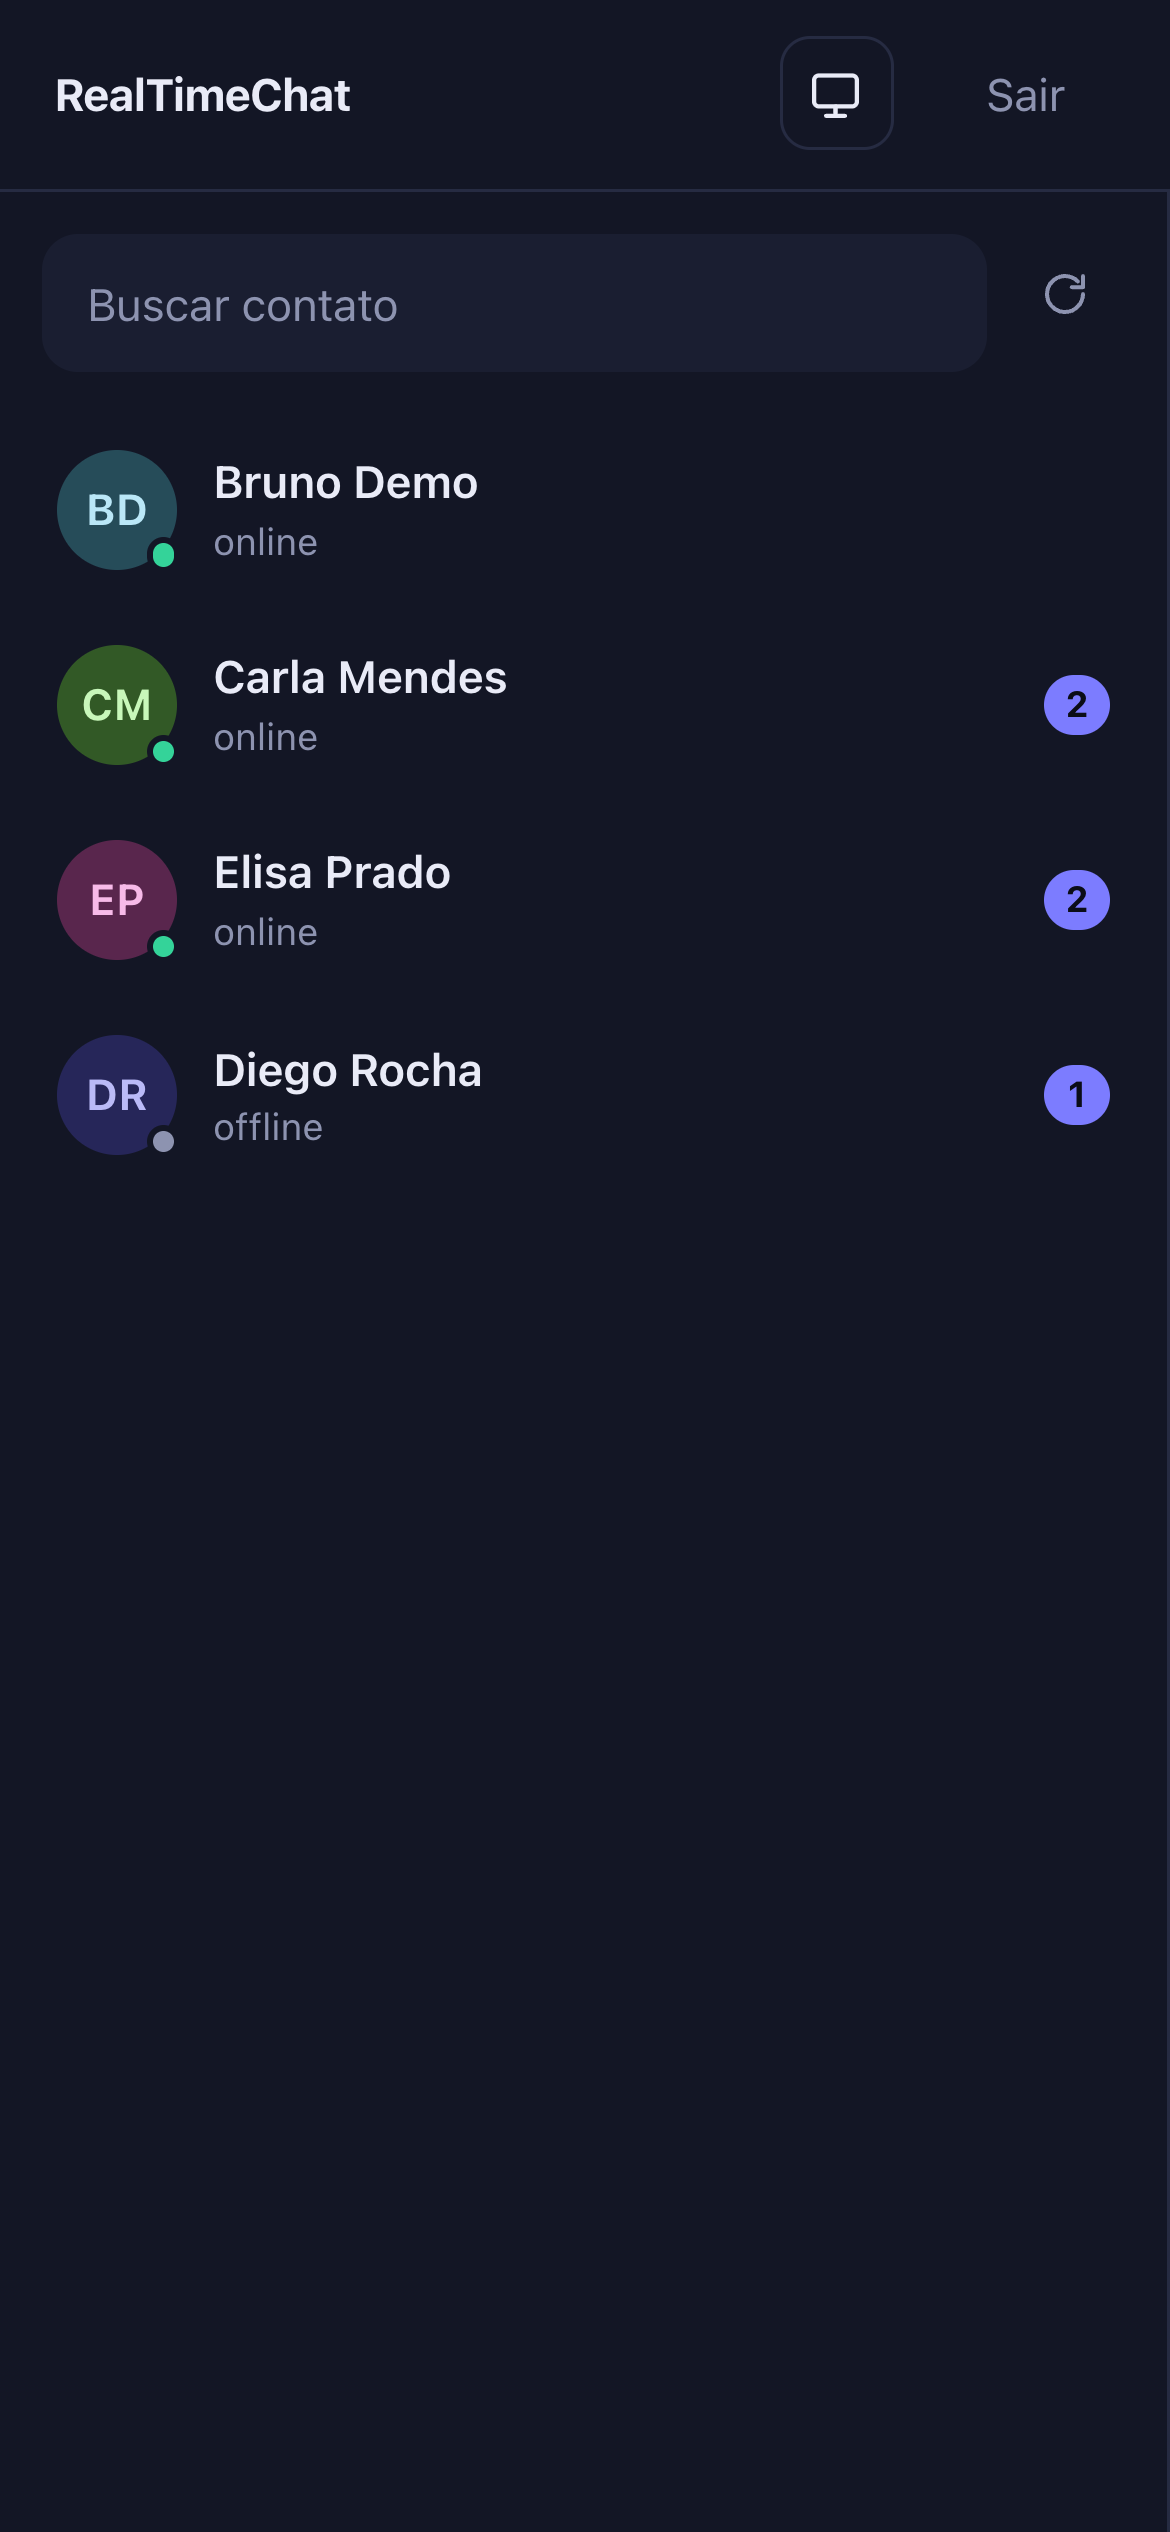 RealTimeChat
Sair
Buscar contato
BD
Bruno Demo
online
CM
Carla Mendes
online
2
EP
Elisa Prado
online
2
DR
Diego Rocha
offline
1